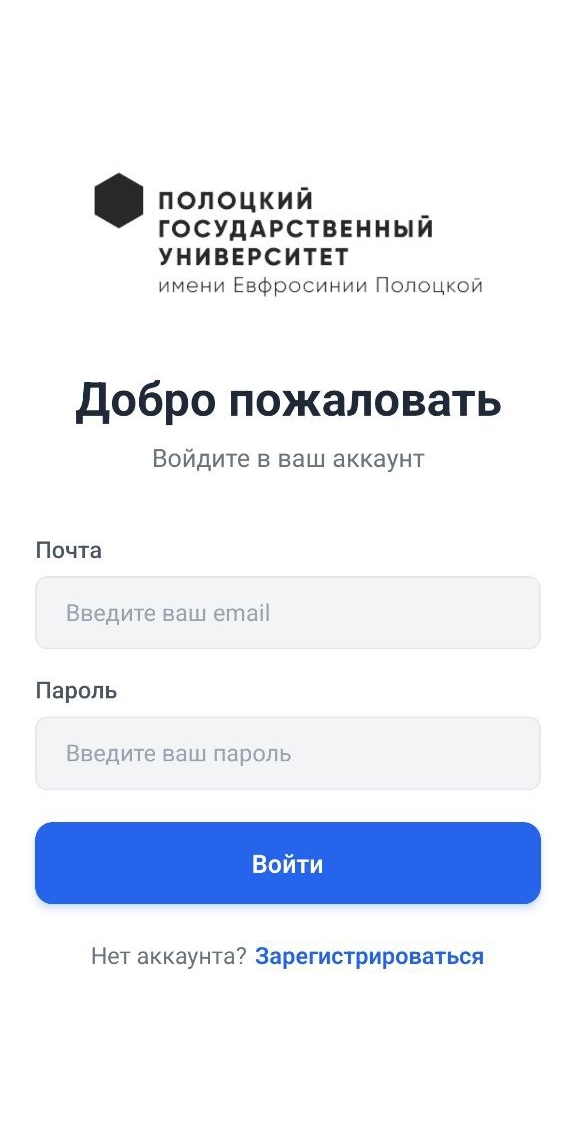 ПОЛОЦКИЙ
ГОСУДАРСТВЕННЫЙ
УНИВЕРСИТЕТ
имени Евфросинии Полоцкой
Добро пожаловать
Войдите в ваш аккаунт
Почта
Введите ваш email
Пароль
Введите ваш пароль
Войти
Нет аккаунта? Зарегистрироваться